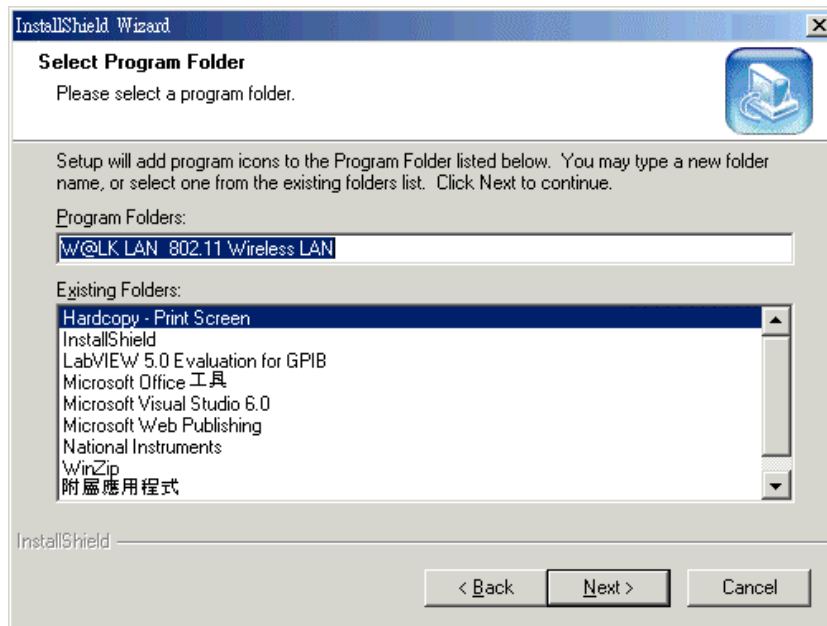 InstallShield Wizard
Select Program Folder
Please select a program folder.
Setup will add program icons to the Program Folder listed below.  You may type a new folder
name, or select one from the existing folders list.  Click Next to continue.
Program Folders:
W@LK LAN  802.11 Wireless LAN
Existing Folders:
Hardcopy - Print Screen
InstallShield
LabVIEW 5.0 Evaluation for GPIB
Microsoft Office 工具
Microsoft Visual Studio 6.0
Microsoft Web Publishing
National Instruments
WinZip
附屬應用程式
InstallShield
< Back
Next >
Cancel